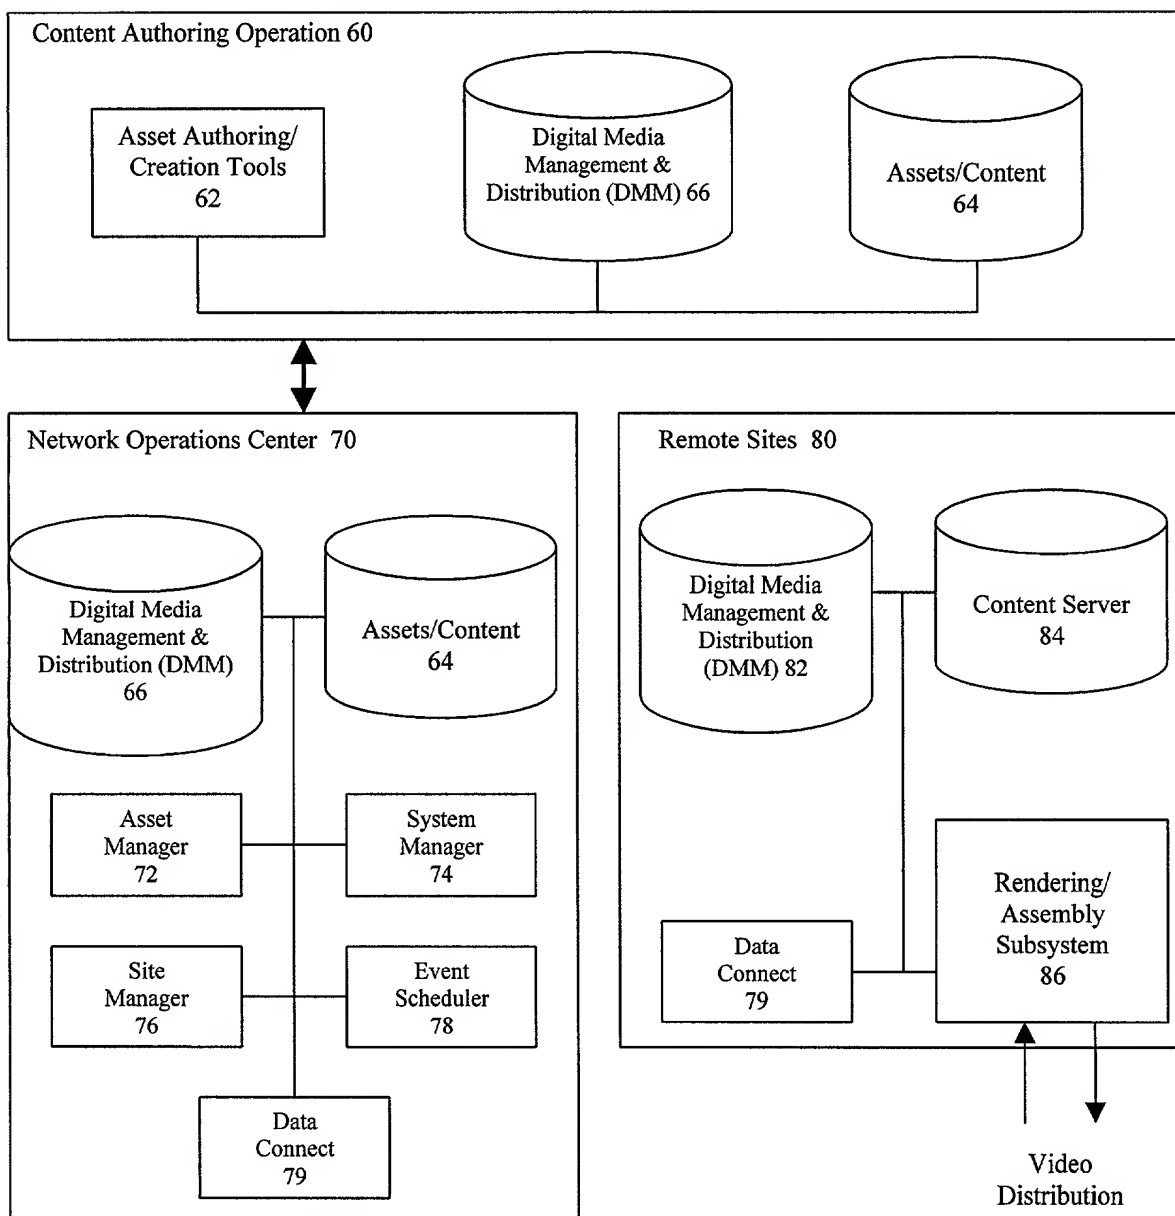 Content Authoring Operation 60
Asset Authoring/
Creation Tools
62
Digital Media
Management &
Distribution (DMM) 66
Assets/Content
64
Network Operations Center 70
Digital Media
Management &
Distribution (DMM)
66
Assets/Content
64
Asset
Manager
72
System
Manager
74
Site
Manager
76
Event
Scheduler
78
Data
Connect
79
Remote Sites 80
Digital Media
Management &
Distribution
(DMM) 82
Content Server
84
Data
Connect
79
Rendering/
Assembly
Subsystem
86
Video
Distribution